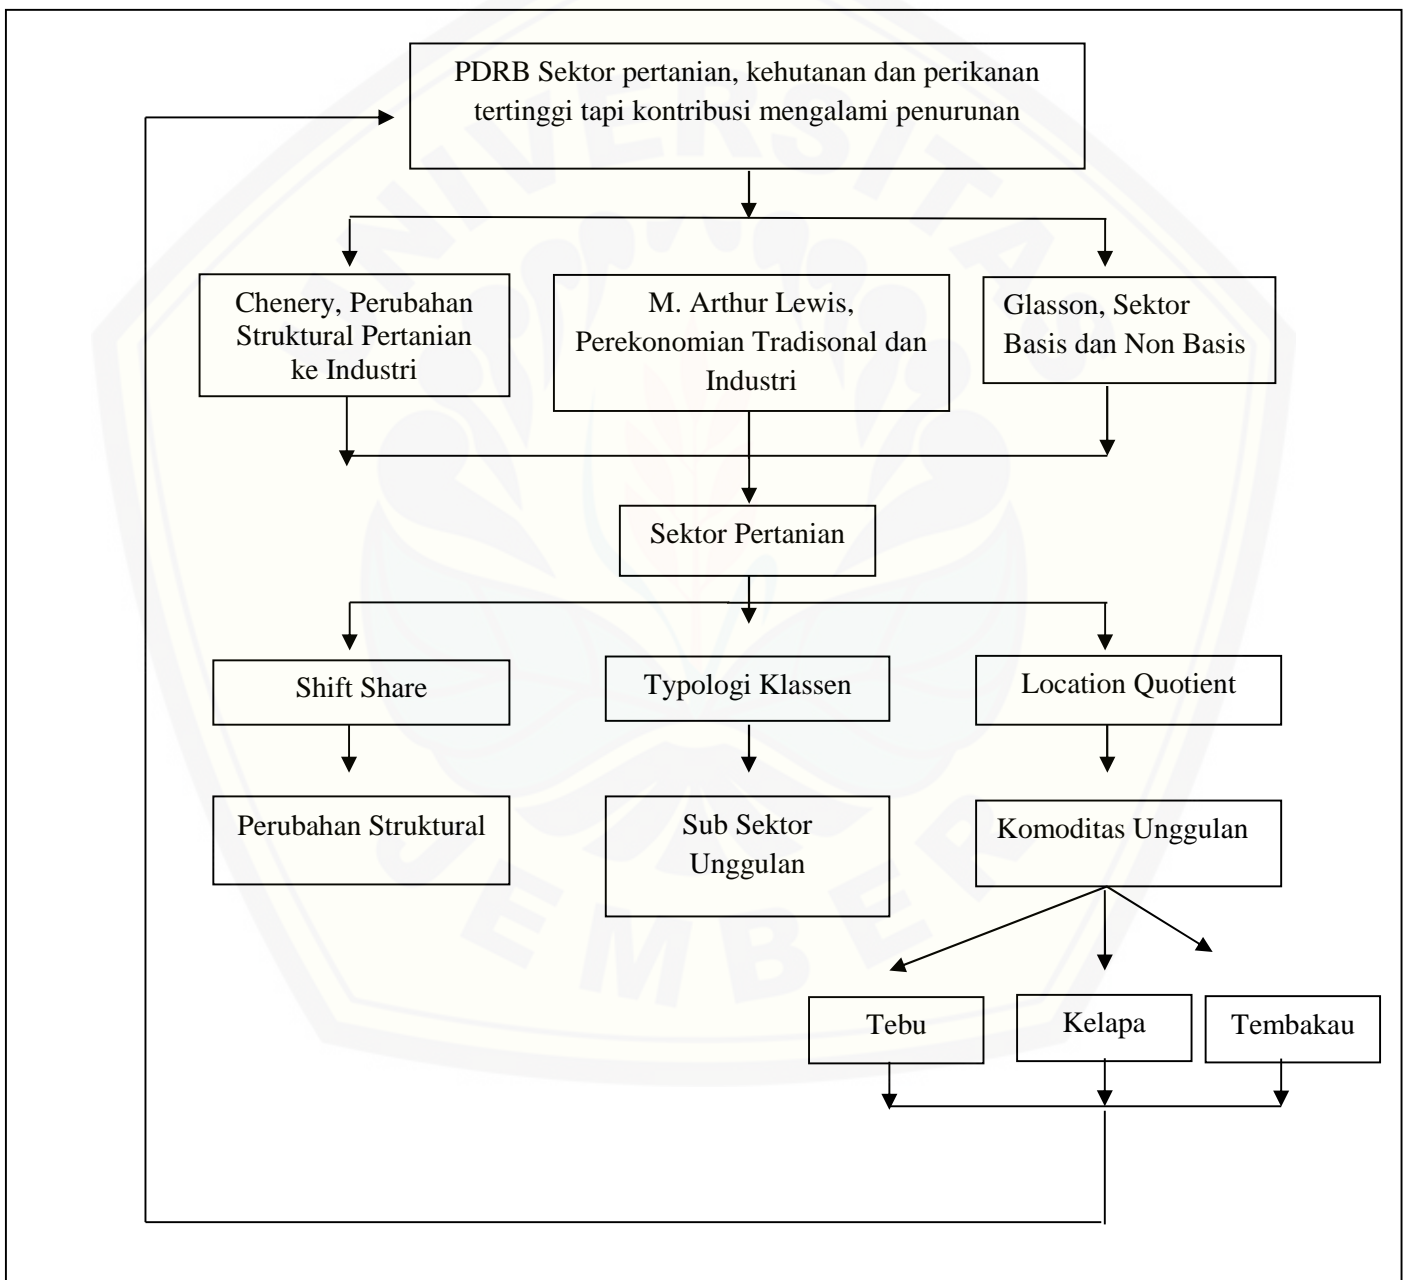 PDRB Sektor pertanian, kehutanan dan perikanan
tertinggi tapi kontribusi mengalami penurunan
Chenery, Perubahan
Struktural Pertanian
ke Industri
M. Arthur Lewis,
Perekonomian Tradisonal dan
Industri
Glasson, Sektor
Basis dan Non Basis
Sektor Pertanian
Shift Share
Typologi Klassen
Location Quotient
Perubahan Struktural
Sub Sektor
Unggulan
Komoditas Unggulan
Tebu
Kelapa
Tembakau
UNIVERSITAS
JEMBER